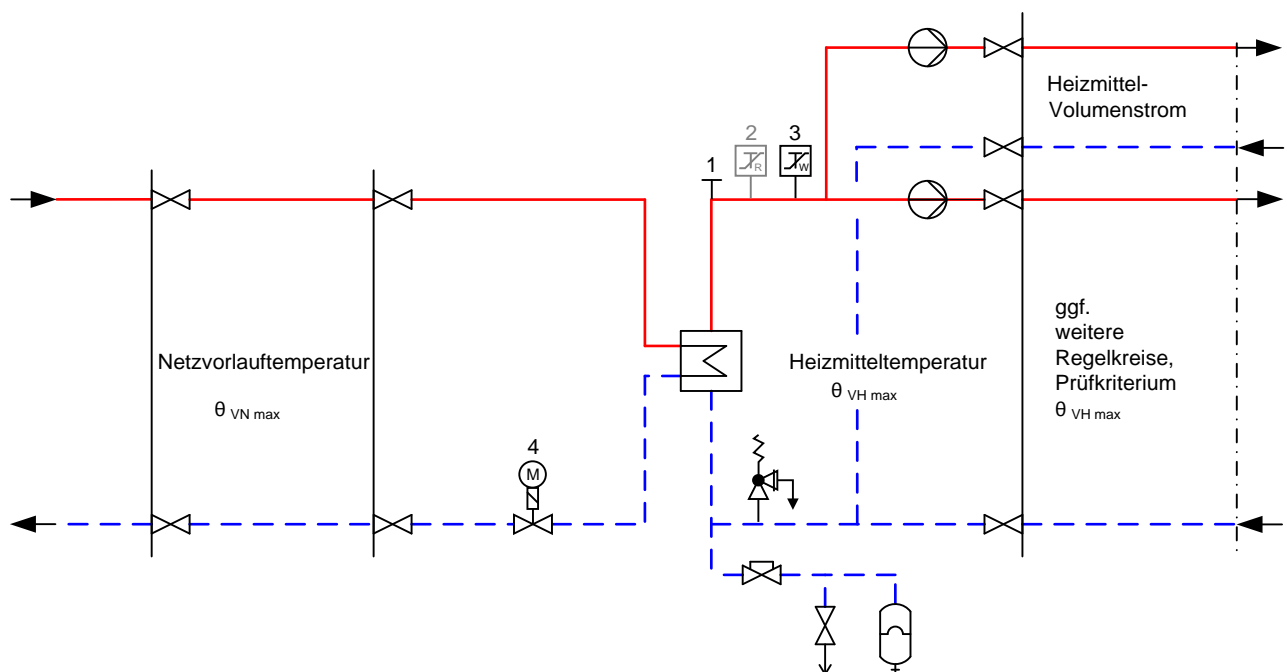 Heizmittel-
Volumenstrom
2
3
1
R
W
ggf.
weitere
Regelkreise,
Prüfkriterium
θ VH max
Netzvorlauftemperatur
θ VN max
Heizmitteltemperatur
θ VH max
4
M